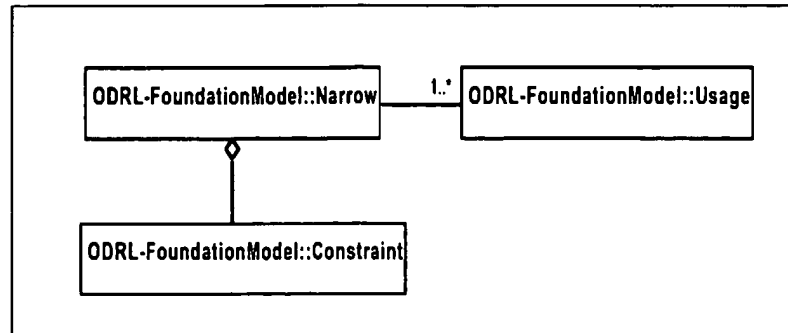 ODRL-FoundationModel::Narrow
1..*
ODRL-FoundationModel::Usage
ODRL-FoundationModel::Constraint